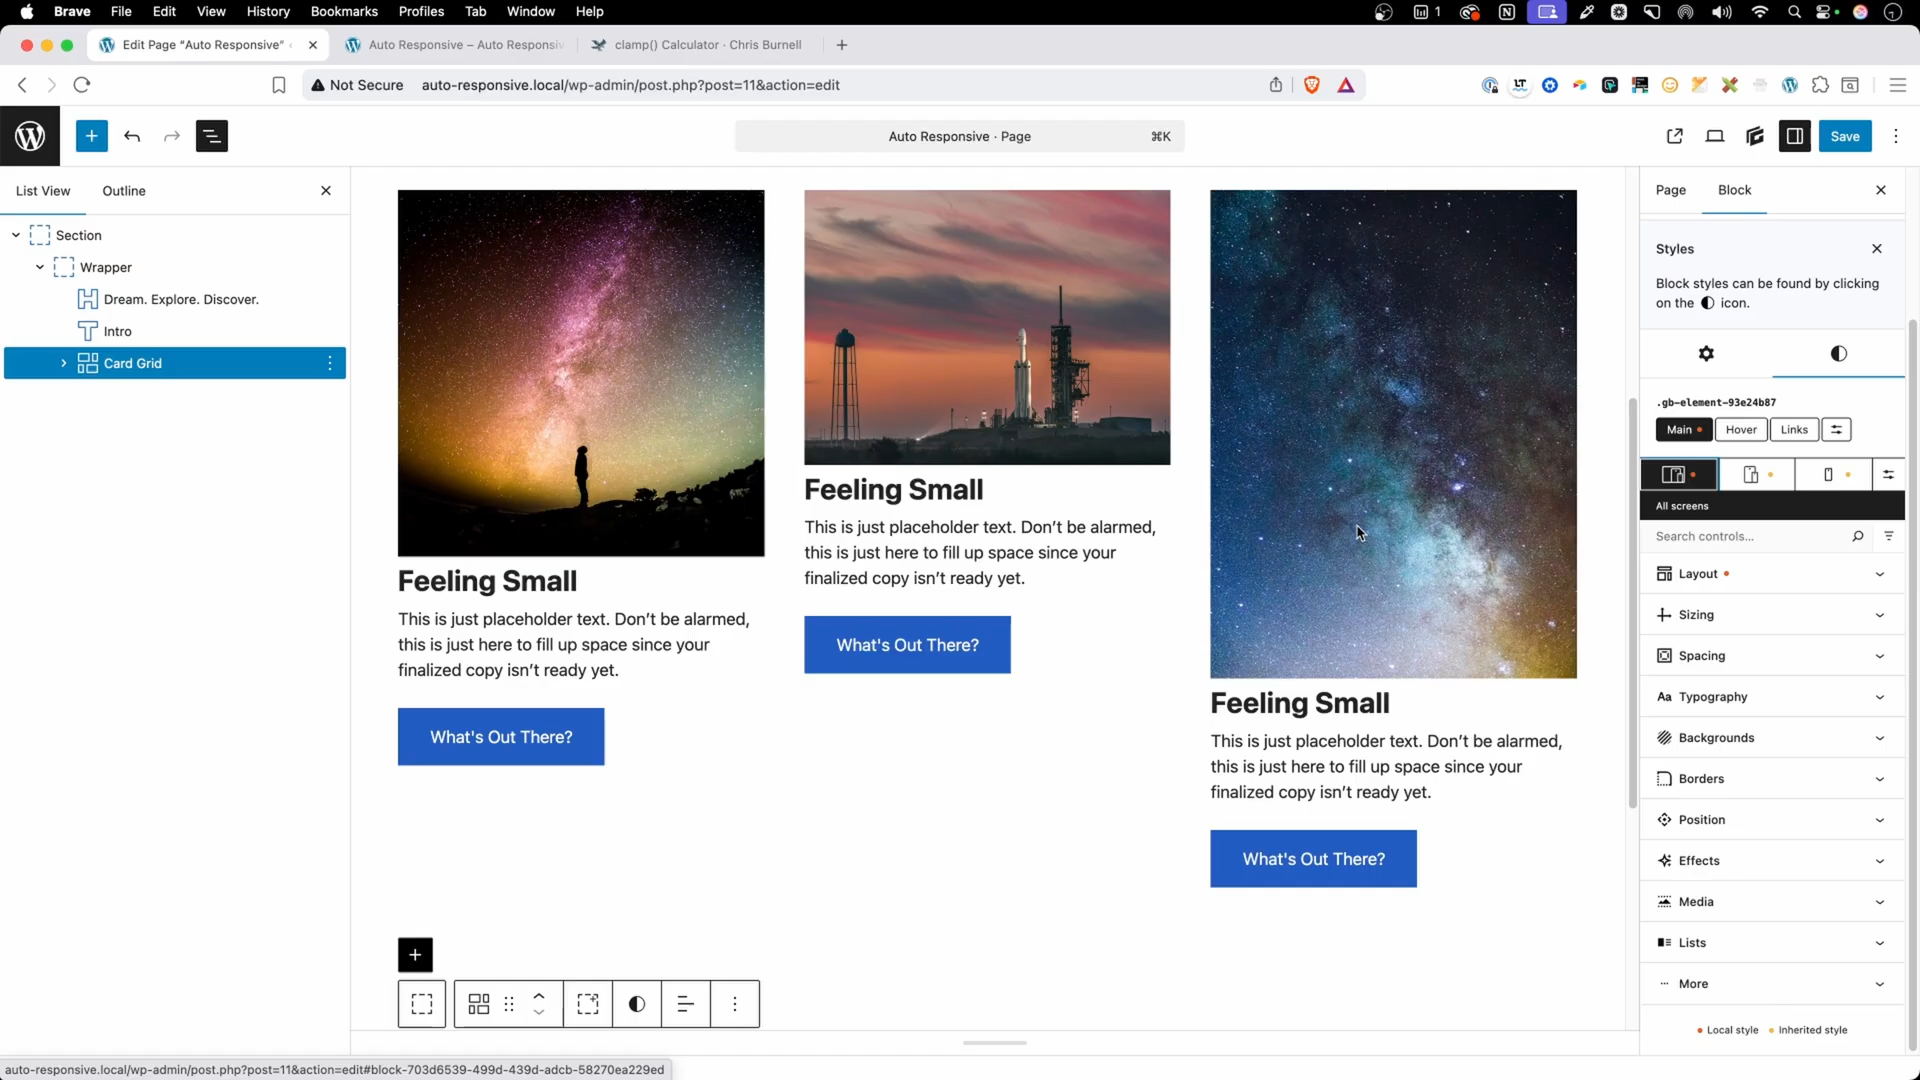 Brave File Edit View History Bookmarks Profiles Tab Window Help
1
Edit Page “Auto Responsive”
Auto Responsive – Auto Responsiv
clamp() Calculator · Chris Burnell
Not Secure auto-responsive.local/wp-admin/post.php?post=11&action=edit
LT
Auto Responsive · Page ⌘K
Save
List View Outline
Section
Wrapper
Dream. Explore. Discover.
Intro
Card Grid
Feeling Small
This is just placeholder text. Don’t be alarmed,
this is just here to fill up space since your
finalized copy isn’t ready yet.
What's Out There?
Feeling Small
This is just placeholder text. Don’t be alarmed,
this is just here to fill up space since your
finalized copy isn’t ready yet.
What's Out There?
Feeling Small
This is just placeholder text. Don’t be alarmed,
this is just here to fill up space since your
finalized copy isn’t ready yet.
What's Out There?
Page Block
Styles
Block styles can be found by clicking
on the icon.
.gb-element-93e24b87
Main Hover Links
All screens
Search controls...
Layout
Sizing
Spacing
Aa Typography
Backgrounds
Borders
Position
Effects
Media
Lists
More
Local style Inherited style
auto-responsive.local/wp-admin/post.php?post=11&action=edit#block-703d6539-499d-439d-adcb-58270ea229ed